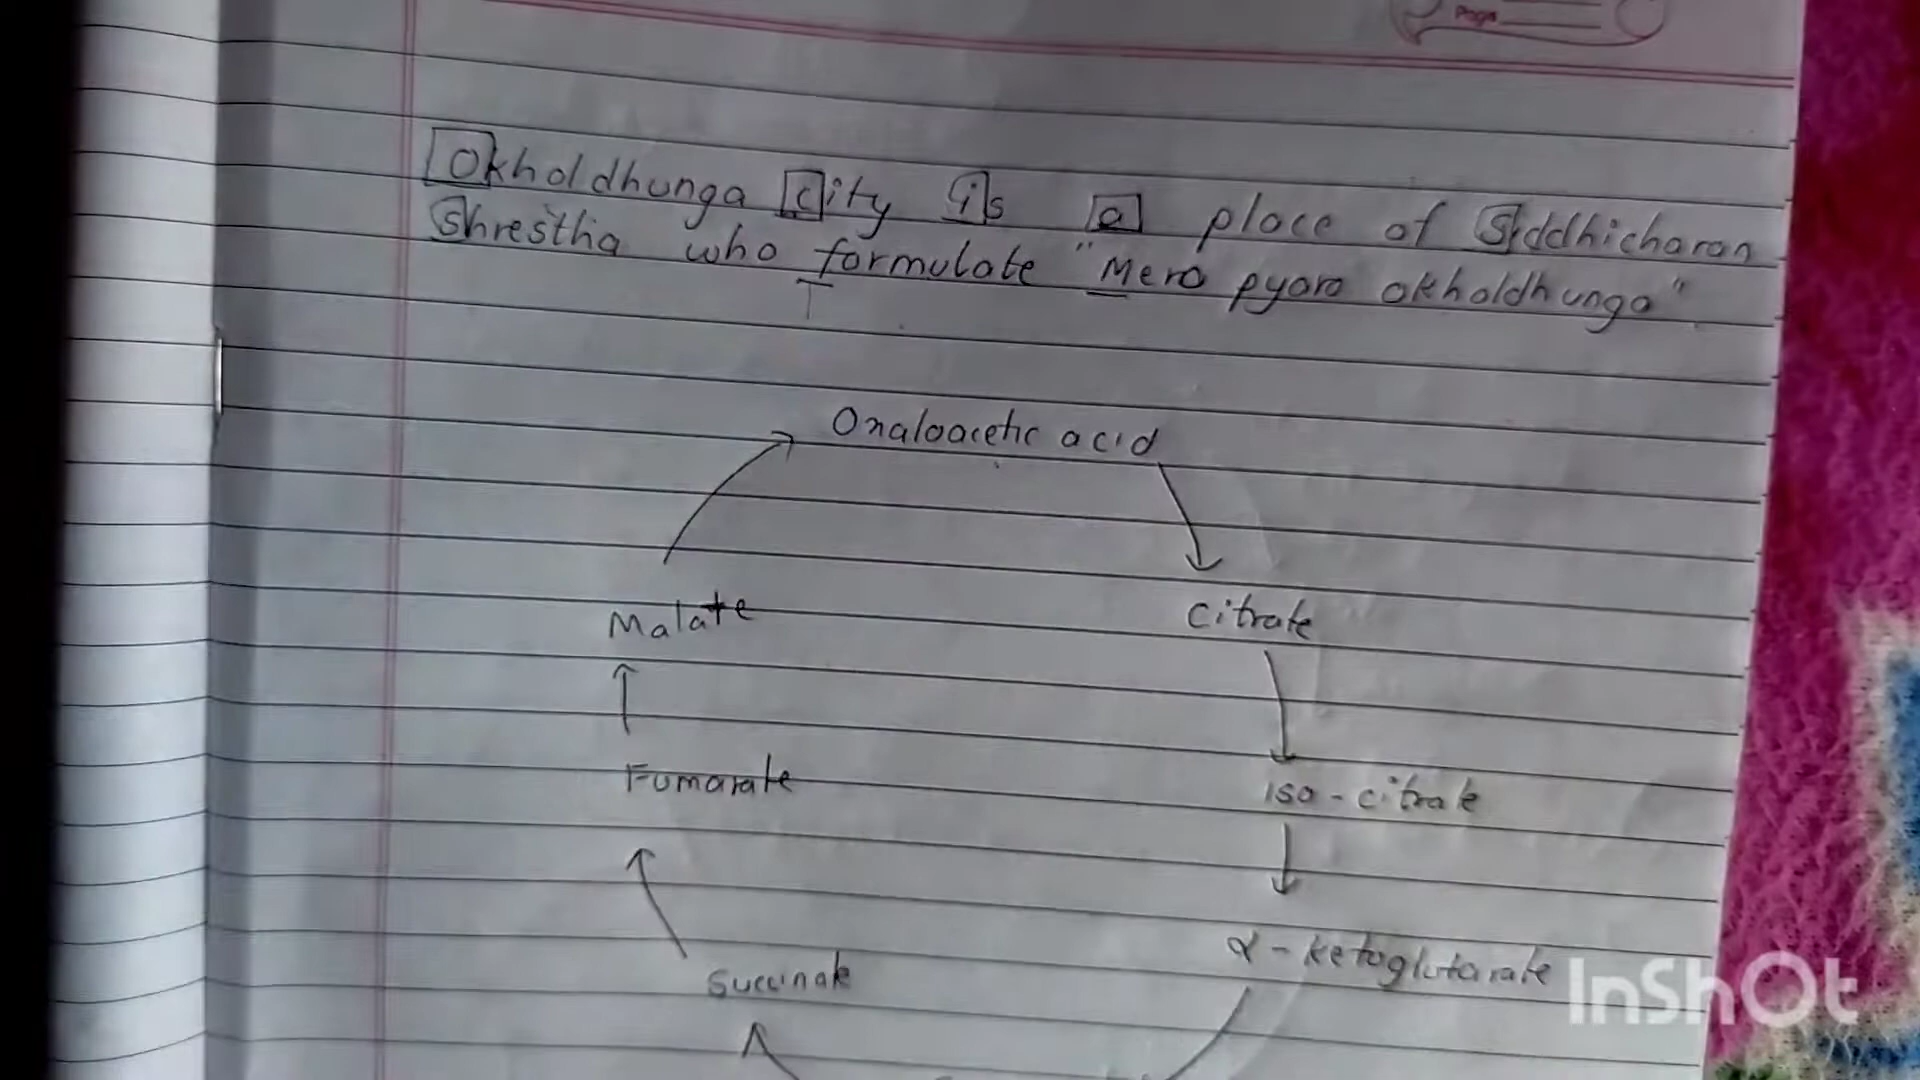 Page
Okholdhunga City is a place of Siddhicharan
Shrestha who formulate "Mero pyaro okholdhunga"
Oxaloacetic acid
Malate
Citrate
Fumarate
iso-citrate
α-ketoglutarate
Succinate
InShOt